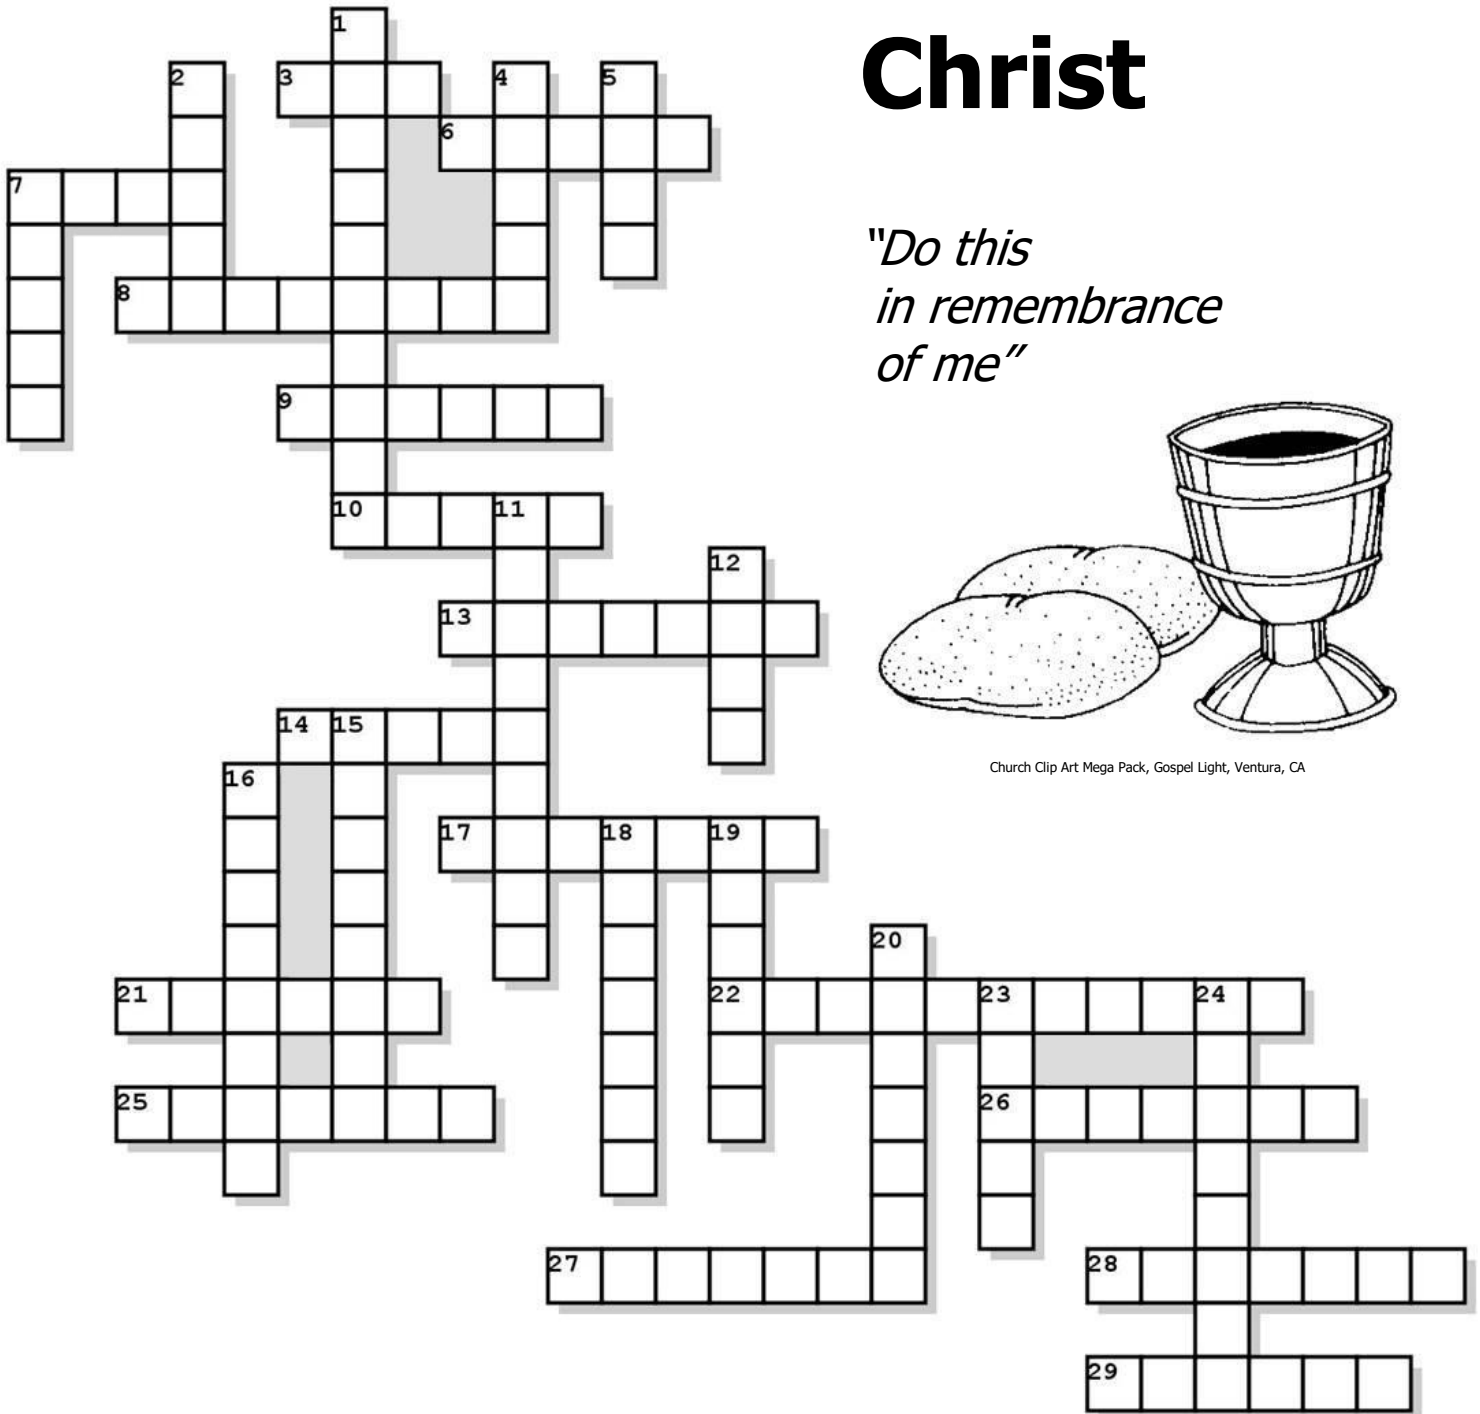 Christ
“Do this
in remembrance
of me”
Church Clip Art Mega Pack, Gospel Light, Ventura, CA
1
2 3 4 5
6
7
8
9
10 11
12
13
14 15
16
17 18 19
20
21 22 23 24
25 26
27 28
29